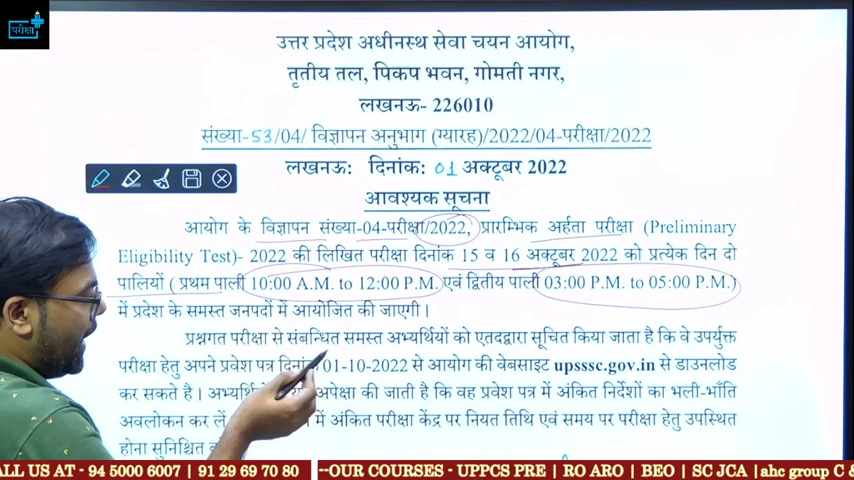 परीक्षा
उत्तर प्रदेश अधीनस्थ सेवा चयन आयोग,
तृतीय तल, पिकप भवन, गोमती नगर,
लखनऊ- 226010
संख्या-53/04/ विज्ञापन अनुभाग (ग्यारह)/2022/04-परीक्षा/2022
लखनऊः दिनांक: 01 अक्टूबर 2022
आवश्यक सूचना
आयोग के विज्ञापन संख्या-04-परीक्षा/2022, प्रारम्भिक अर्हता परीक्षा (Preliminary
Eligibility Test)- 2022 की लिखित परीक्षा दिनांक 15 व 16 अक्टूबर 2022 को प्रत्येक दिन दो
पालियों ( प्रथम पाली 10:00 A.M. to 12:00 P.M. एवं द्वितीय पाली 03:00 P.M. to 05:00 P.M.)
में प्रदेश के समस्त जनपदों में आयोजित की जाएगी।
प्रश्नगत परीक्षा से संबन्धित समस्त अभ्यर्थियों को एतदद्वारा सूचित किया जाता है कि वे उपर्युक्त
परीक्षा हेतु अपने प्रवेश पत्र दिनांक 01-10-2022 से आयोग की वेबसाइट upsssc.gov.in से डाउनलोड
कर सकते है। अपेक्षा की जाती है कि वह प्रवेश पत्र में अंकित निर्देशों का भली-भाँति
अवलोकन कर लें में अंकित परीक्षा केंद्र पर नियत तिथि एवं समय पर परीक्षा हेतु उपस्थित
होना सुनिश्चित
ALL US AT - 94 5000 6007 | 91 29 69 70 80 --OUR COURSES - UPPCS PRE | RO ARO | BEO | SC JCA |ahc group C &